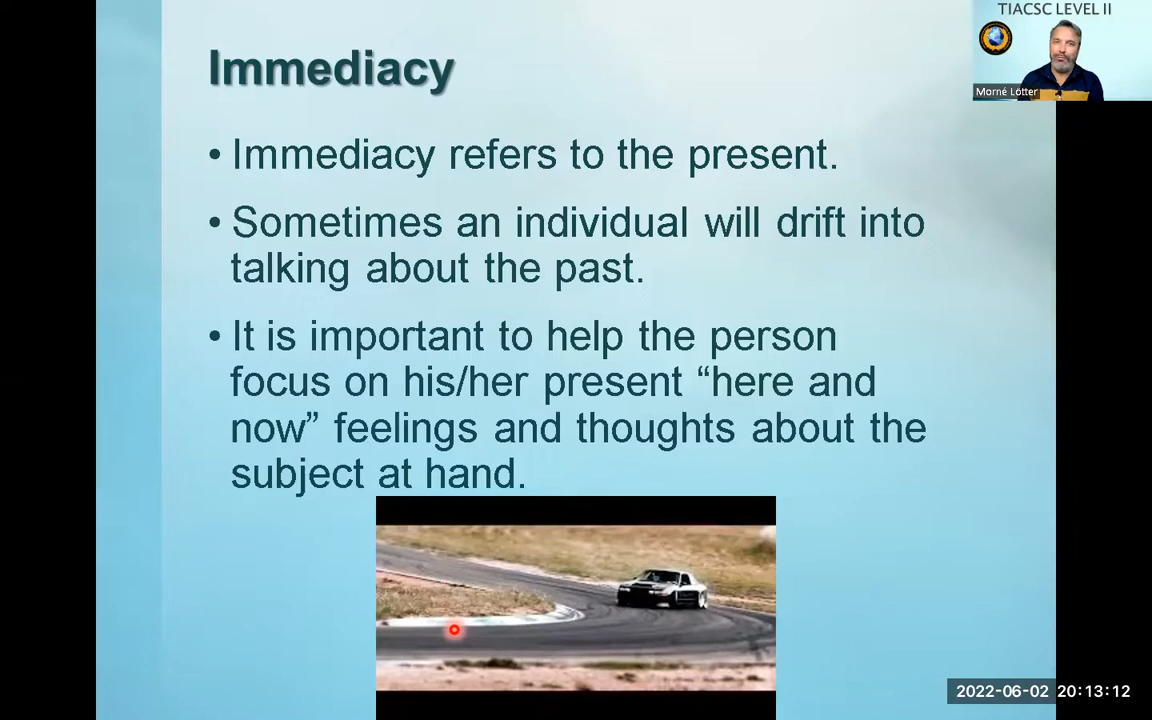 TIACSC LEVEL II
Immediacy
Morné Lötter
• Immediacy refers to the present.
• Sometimes an individual will drift into
talking about the past.
• It is important to help the person
focus on his/her present “here and
now” feelings and thoughts about the
subject at hand.
2022-06-02 20:13:12